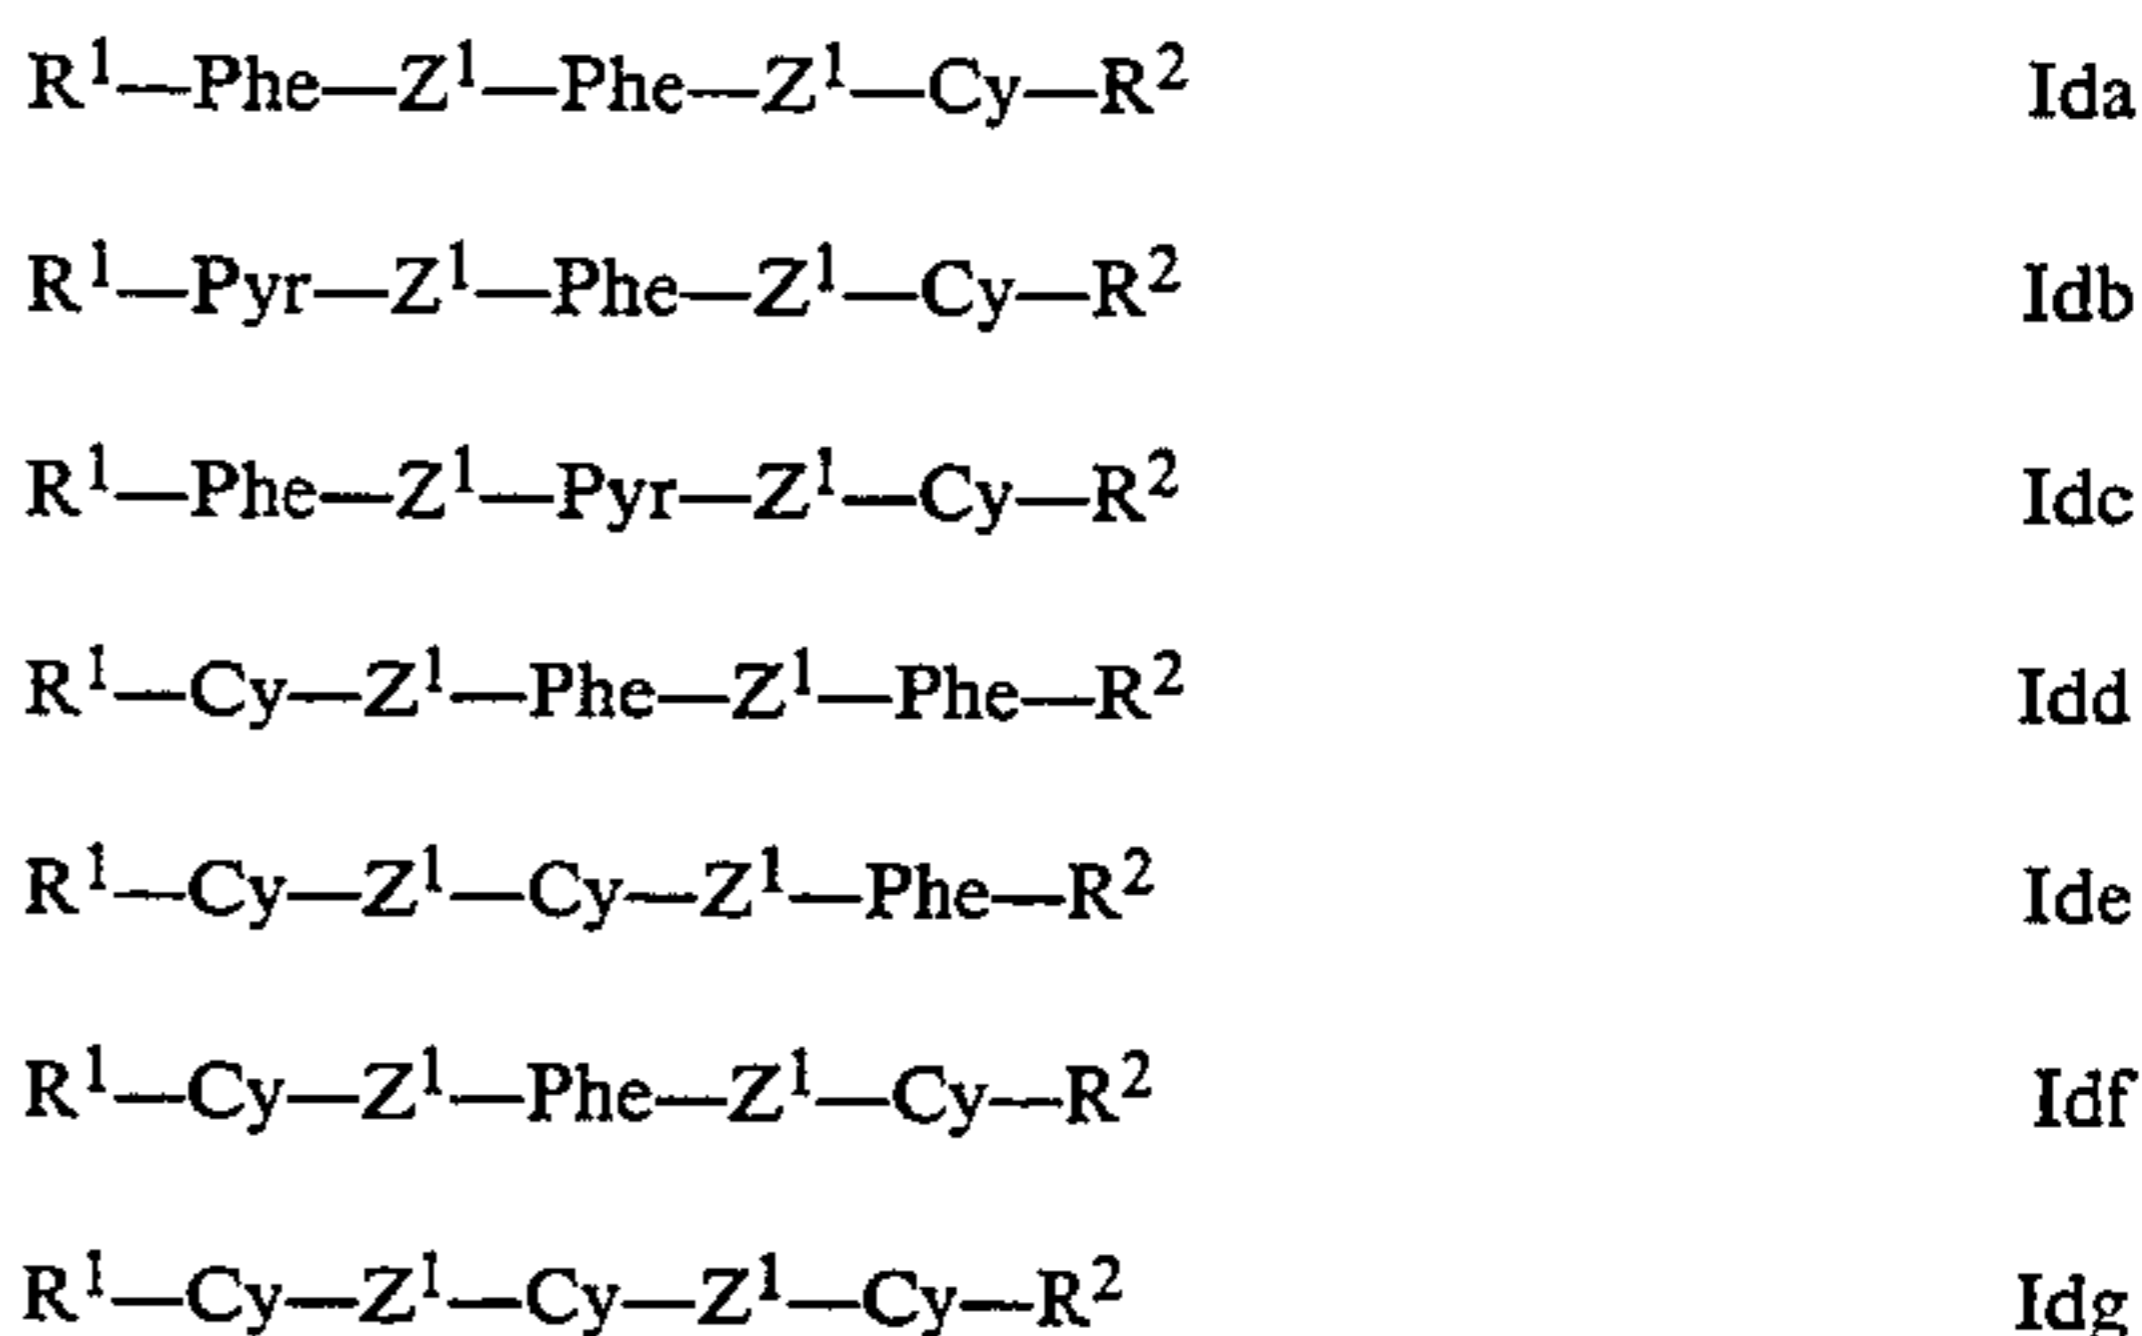 R¹—Phe—Z¹—Phe—Z¹—Cy—R² Ida
R¹—Pyr—Z¹—Phe—Z¹—Cy—R² Idb
R¹—Phe—Z¹—Pyr—Z¹—Cy—R² Idc
R¹—Cy—Z¹—Phe—Z¹—Phe—R² Idd
R¹—Cy—Z¹—Cy—Z¹—Phe—R² Ide
R¹—Cy—Z¹—Phe—Z¹—Cy—R² Idf
R¹—Cy—Z¹—Cy—Z¹—Cy—R² Idg